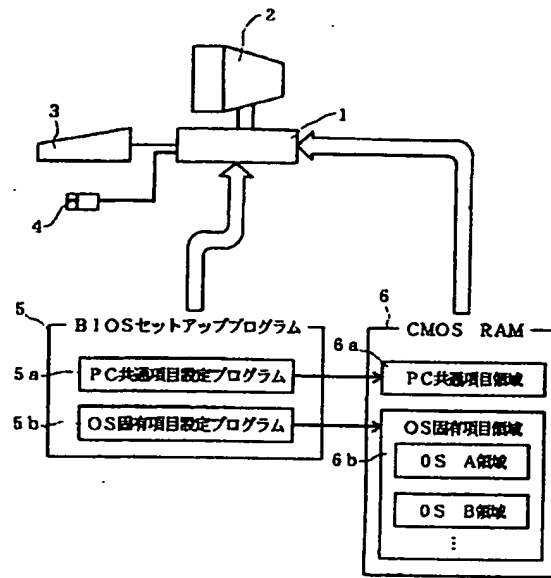 2
1
3
4
5
BIOSセットアッププログラム
5a
PC共通項目設定プログラム
5b
OS固有項目設定プログラム
6
CMOS RAM
6a
PC共通項目領域
OS固有項目領域
6b
OS A領域
OS B領域
⋮